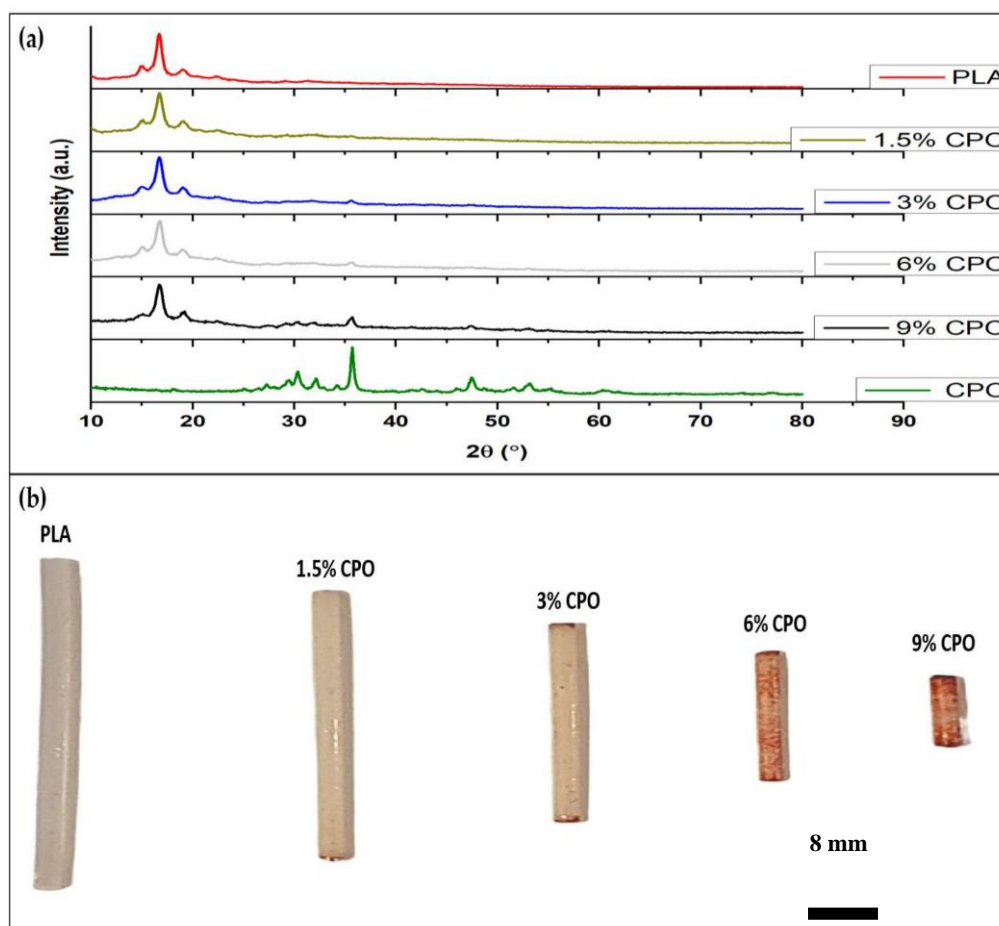 (a)
PLA
1.5% CPO
3% CPO
6% CPO
9% CPO
CPO
Intensity (a.u.)
10 20 30 40 50 60 70 80 90
2θ (°)
(b)
PLA
1.5% CPO
3% CPO
6% CPO
9% CPO
8 mm